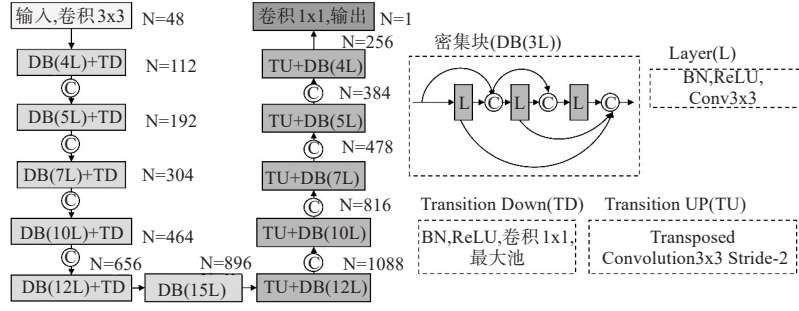 输入,卷积3x3
N=48
DB(4L)+TD
N=112
C
DB(5L)+TD
N=192
C
DB(7L)+TD
N=304
C
DB(10L)+TD
N=464
C
N=656
DB(12L)+TD
N=896
DB(15L)
卷积1x1,输出
N=1
N=256
TU+DB(4L)
C
N=384
TU+DB(5L)
C
N=478
TU+DB(7L)
C
N=816
TU+DB(10L)
C
N=1088
TU+DB(12L)
密集块(DB(3L))
L
C
L
C
L
C
Layer(L)
BN,ReLU,
Conv3x3
Transition Down(TD)
BN,ReLU,卷积1x1,
最大池
Transition UP(TU)
Transposed
Convolution3x3 Stride-2